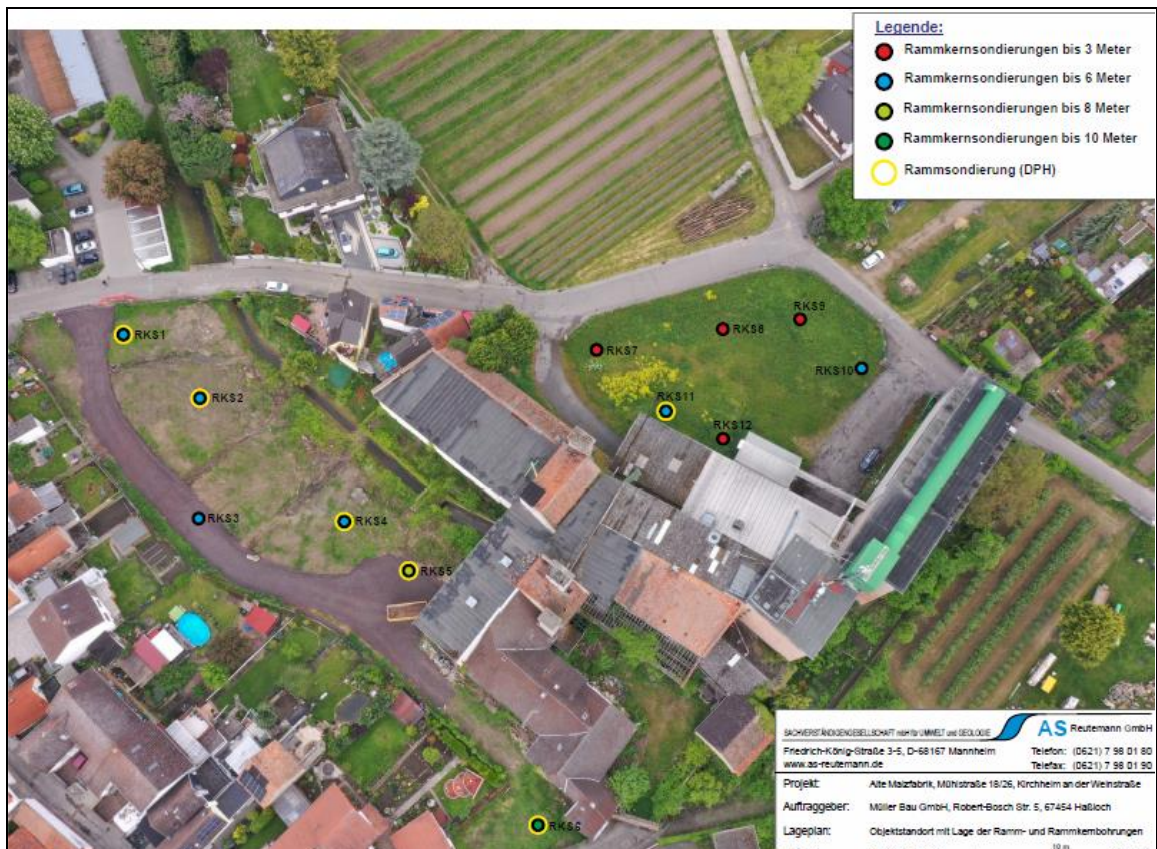 Legende:
Rammkernsondierungen bis 3 Meter
Rammkernsondierungen bis 6 Meter
Rammkernsondierungen bis 8 Meter
Rammkernsondierungen bis 10 Meter
Rammsondierung (DPH)
RKS9
RKS8
RKS1
RKS7
RKS10
RKS2
RKS11
RKS12
RKS3
RKS4
RKS5
RKS6
SACHVERSTÄNDIGENGESELLSCHAFT mbH für UMWELT und GEOLOGIE
AS Reutemann GmbH
Friedrich-König-Straße 3-5, D-68167 Mannheim Telefon: (0621) 7 98 01 80
www.as-reutemann.de Telefax: (0621) 7 98 01 90
Projekt: Alte Malzfabrik, Mühlstraße 18/26, Kirchheim an der Weinstraße
Auftraggeber: Müller Bau GmbH, Robert-Bosch Str. 5, 67454 Haßloch
Lageplan: Objektstandort mit Lage der Ramm- und Rammkernbohrungen
10 m